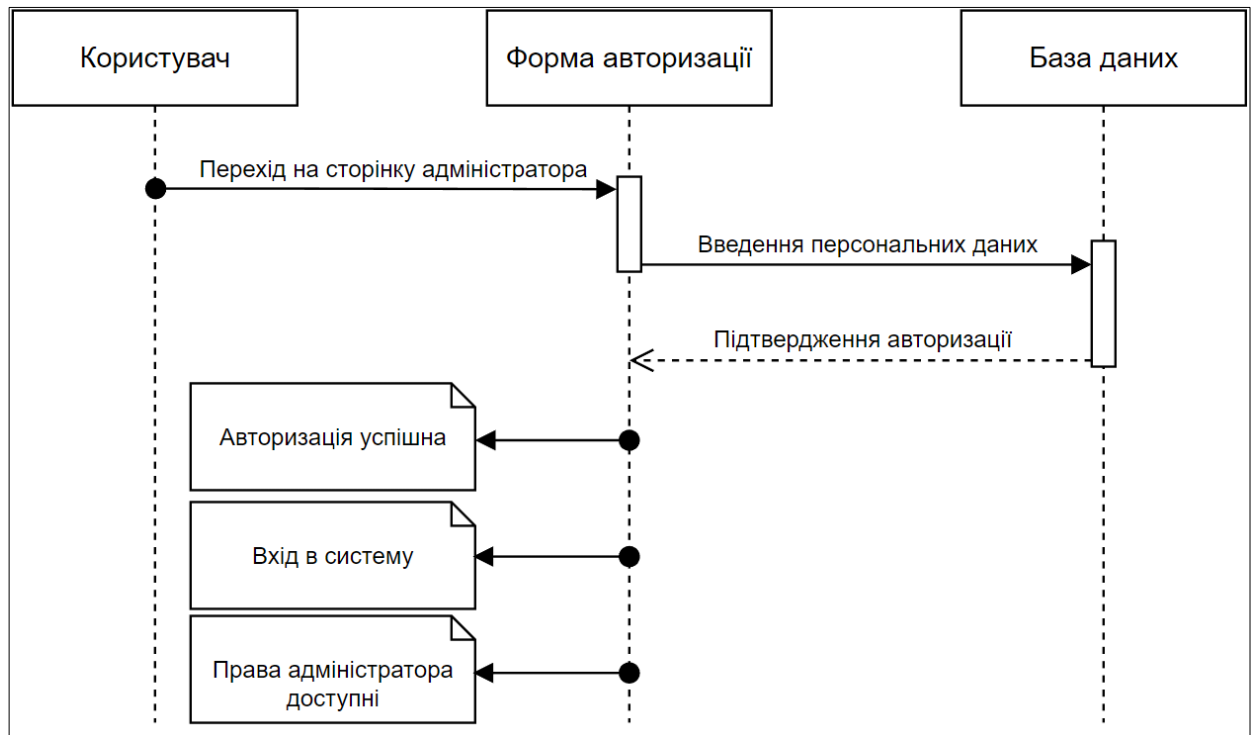 Користувач
Форма авторизації
База даних
Перехід на сторінку адміністратора
Введення персональних даних
Підтвердження авторизації
Авторизація успішна
Вхід в систему
Права адміністратора
доступні